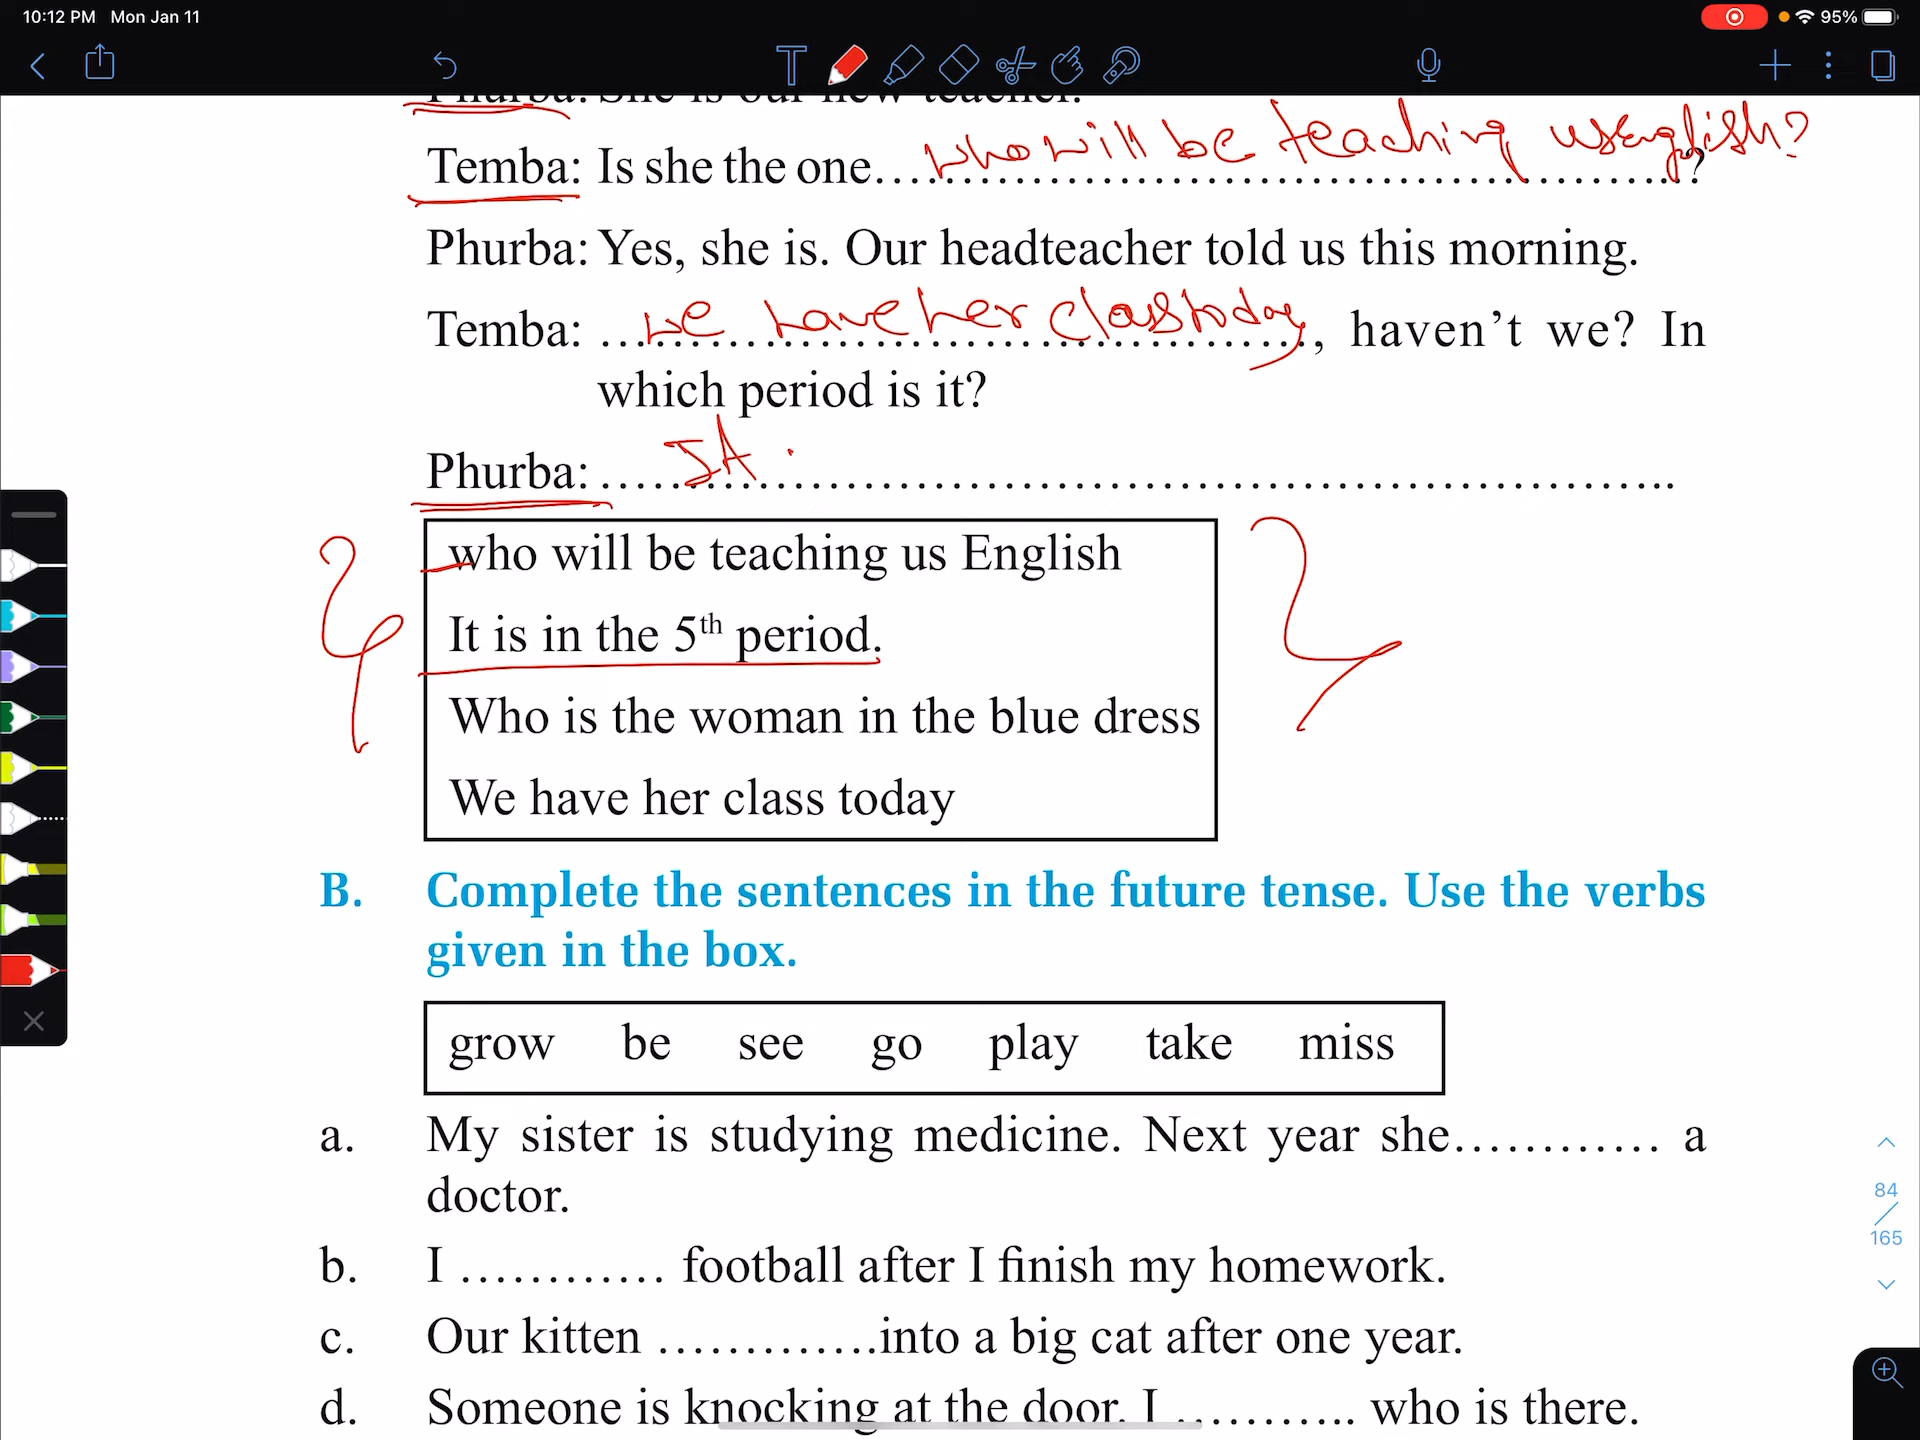 10:12 PM Mon Jan 11
95%
Phurba: She is our new teacher.
who will be teaching us English?
Temba: Is she the one.............................................?
Phurba: Yes, she is. Our headteacher told us this morning.
we have her class today
Temba: ........................................, haven't we? In
which period is it?
Phurba: ............................................................
who will be teaching us English
It is in the 5th period.
Who is the woman in the blue dress
We have her class today
B. Complete the sentences in the future tense. Use the verbs
given in the box.
grow be see go play take miss
a. My sister is studying medicine. Next year she............ a
doctor.
b. I ............ football after I finish my homework.
c. Our kitten .............into a big cat after one year.
d. Someone is knocking at the door. I ........... who is there.
84
/
165